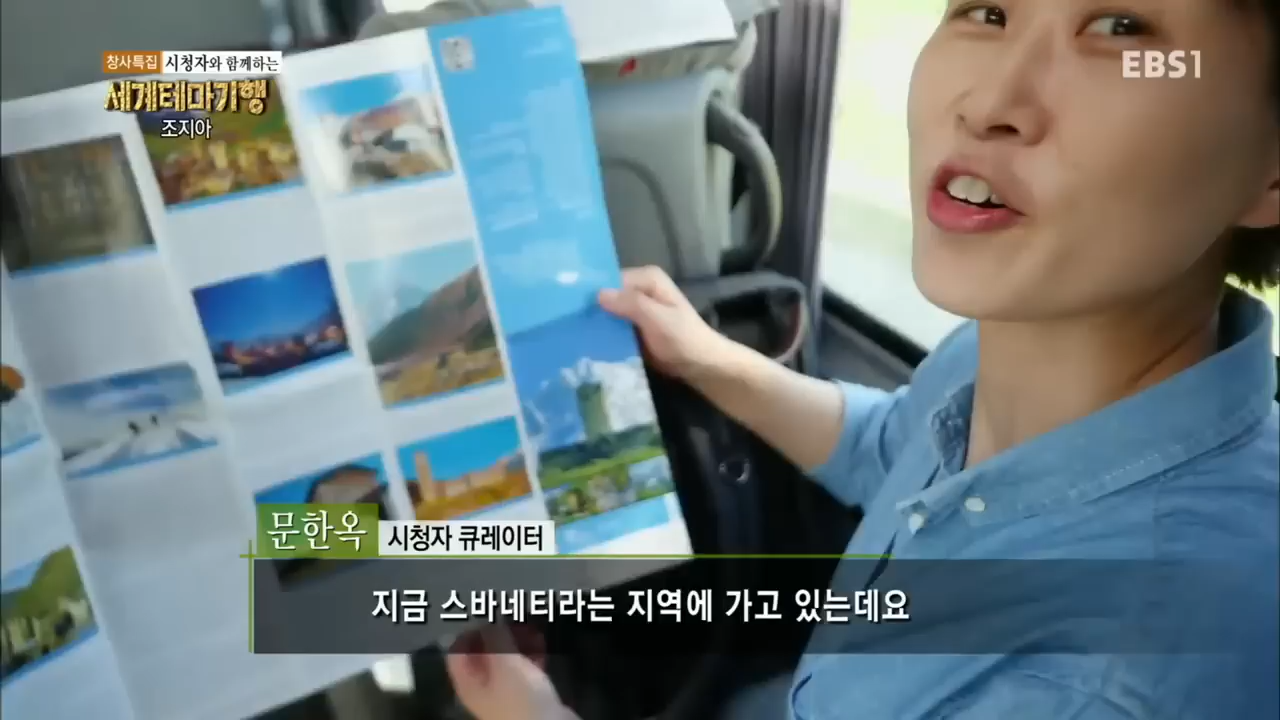 창사특집 시청자와 함께하는
세계테마기행
조지아
EBS1
문한옥 시청자 큐레이터
지금 스바네티라는 지역에 가고 있는데요